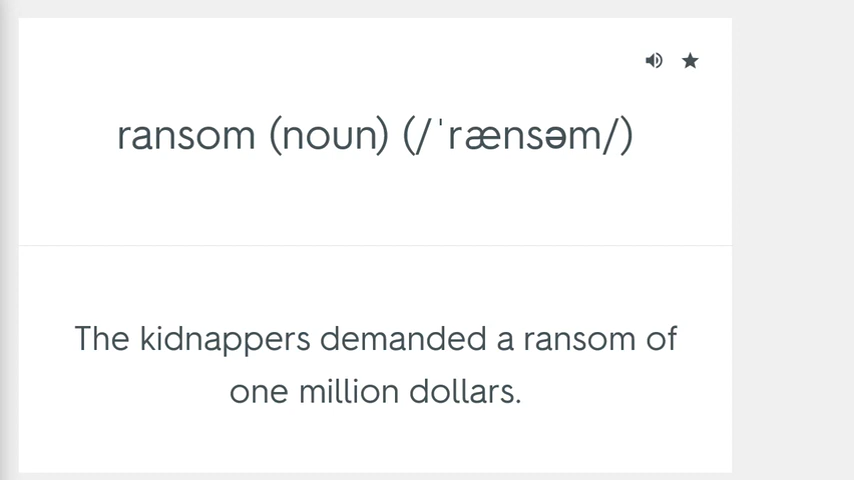 ransom (noun) (/ˈrænsəm/)
The kidnappers demanded a ransom of
one million dollars.